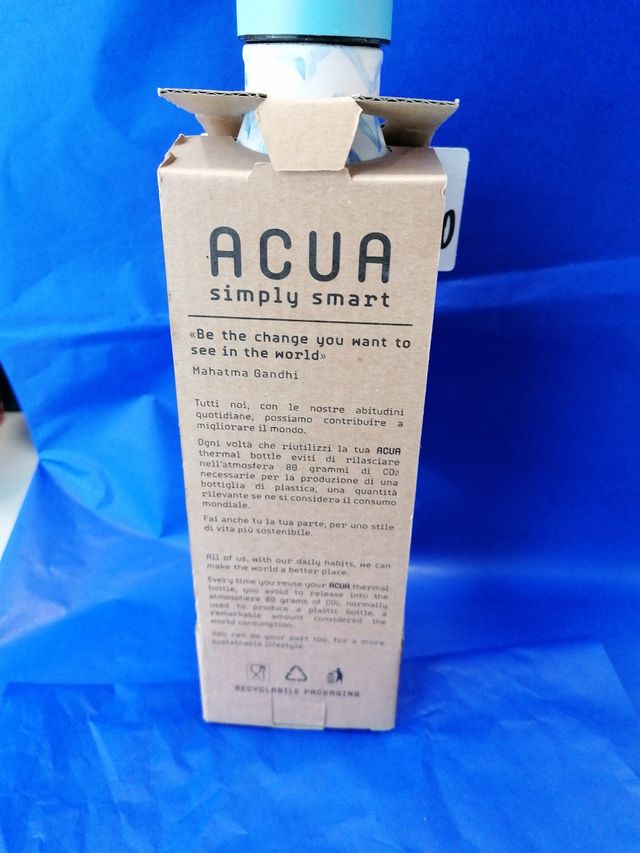 ACUA
simply smart
«Be the change you want to
see in the world»
Mahatma Gandhi
Tutti noi, con le nostre abitudini
quotidiane, possiamo contribuire a
migliorare il mondo.
Ogni volta che riutilizzi la tua ACUA
thermal bottle eviti di rilasciare
nell'atmosfera 80 grammi di CO₂
necessarie per la produzione di una
bottiglia di plastica, una quantità
rilevante se ne si considera il consumo
mondiale.
Fai anche tu la tua parte, per uno stile
di vita più sostenibile.
All of us, with our daily habits, we can
make the world a better place.
Every time you reuse your ACUA thermal
bottle, you avoid to release into the
atmosphere 80 grams of CO₂, normally
used to produce a plastic bottle, a
remarkable amount considered the
world consumption.
You can do your part too, for a more
sustainable lifestyle.
RECYCLABILE PACKAGING
0